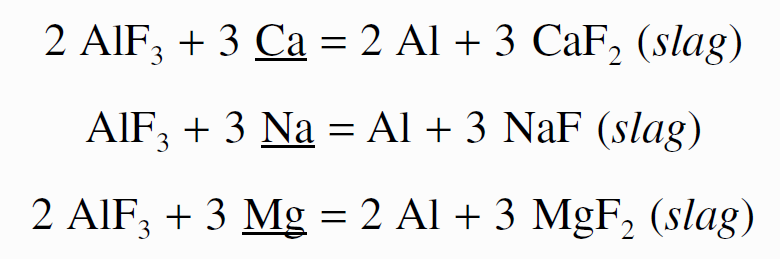 2 AlF₃ + 3 Ca = 2 Al + 3 CaF₂ (slag)
AlF₃ + 3 Na = Al + 3 NaF (slag)
2 AlF₃ + 3 Mg = 2 Al + 3 MgF₂ (slag)